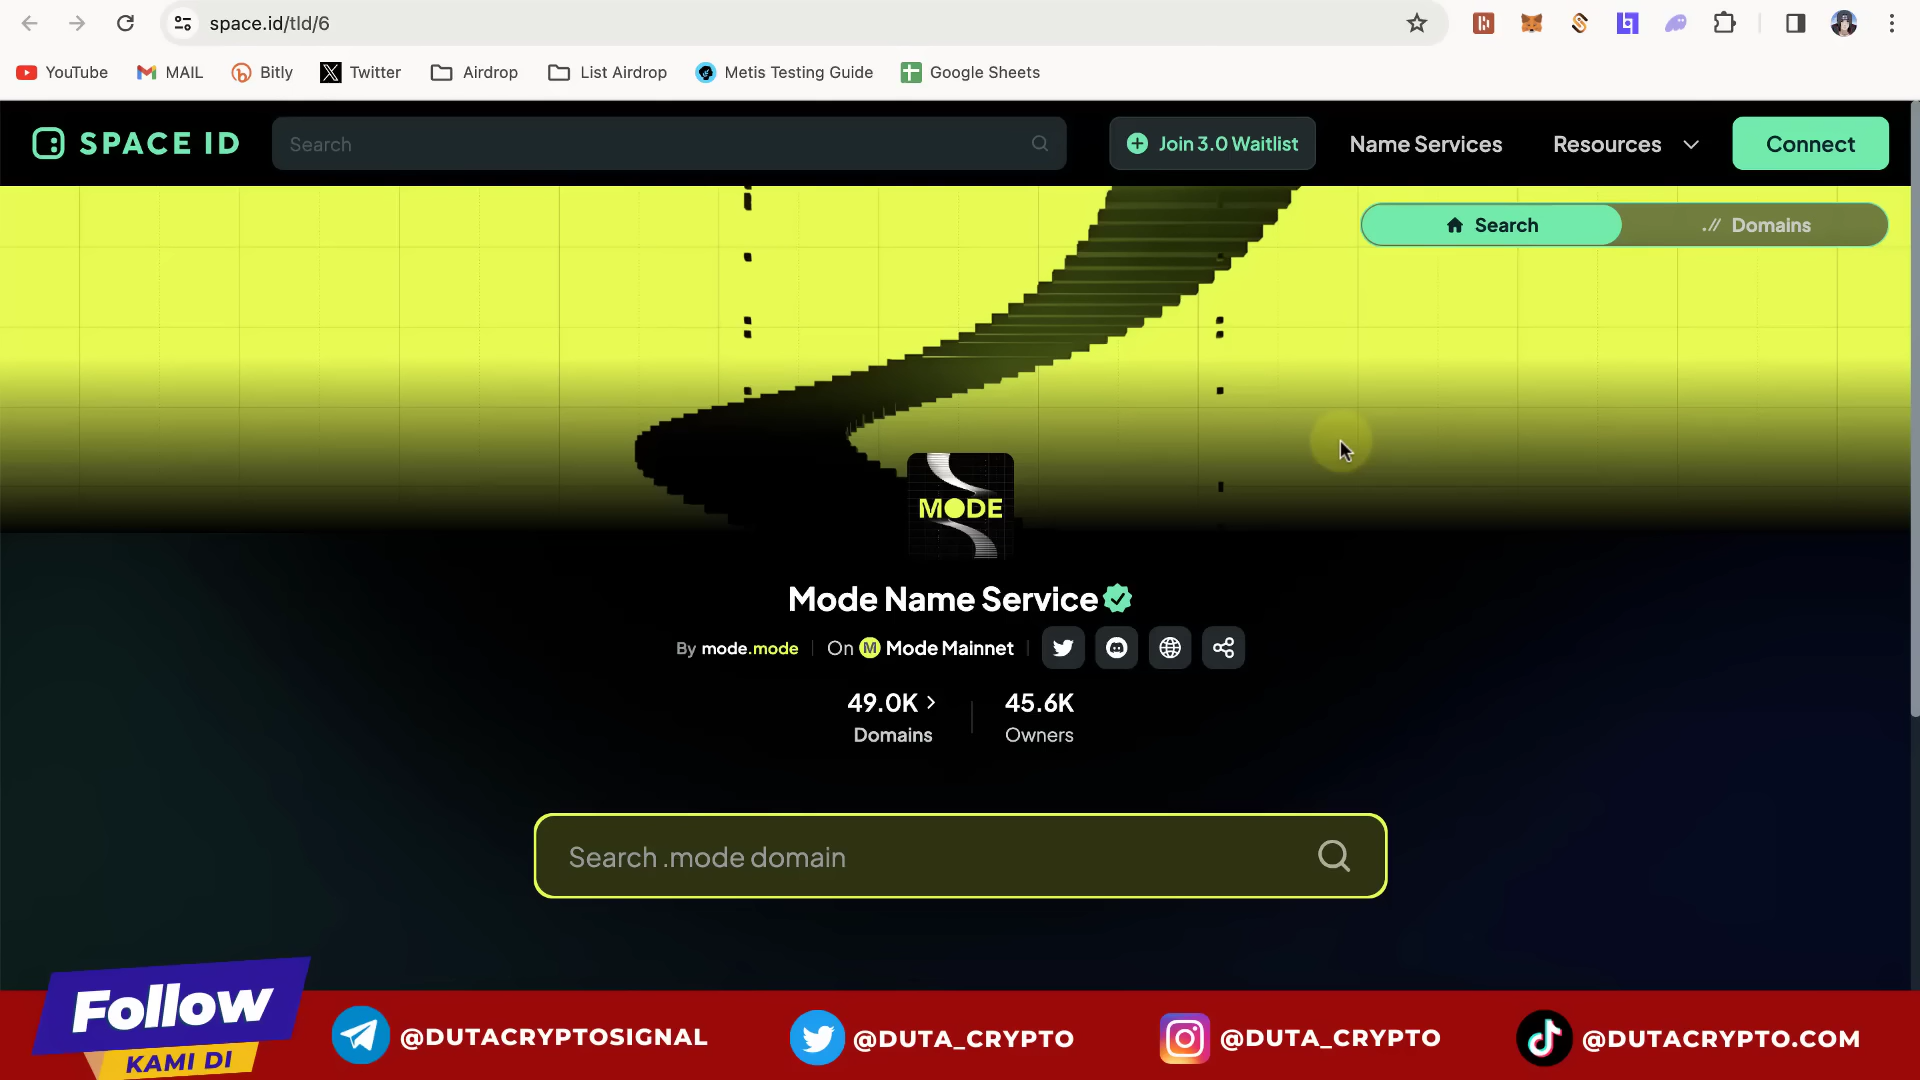 space.id/tld/6
YouTube MAIL Bitly Twitter Airdrop List Airdrop Metis Testing Guide Google Sheets
SPACE ID Search Join 3.0 Waitlist Name Services Resources Connect
Search .// Domains
MODE
Mode Name Service
By mode.mode On M Mode Mainnet
49.0K > 45.6K
Domains Owners
Search .mode domain
Follow
KAMI DI
@DUTACRYPTOSIGNAL @DUTA_CRYPTO @DUTA_CRYPTO @DUTACRYPTO.COM